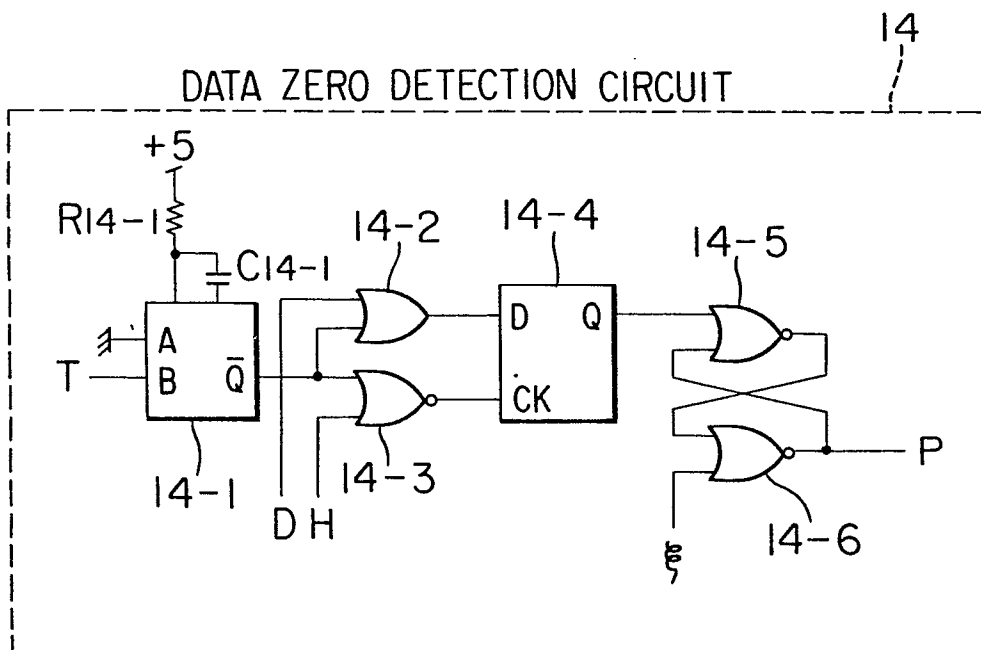 14
DATA ZERO DETECTION CIRCUIT
+5
R14-1
C14-1
14-2
14-4
14-5
A
B
Q̅
T
D
Q
CK
14-1
14-3
D H
P
14-6
ξ